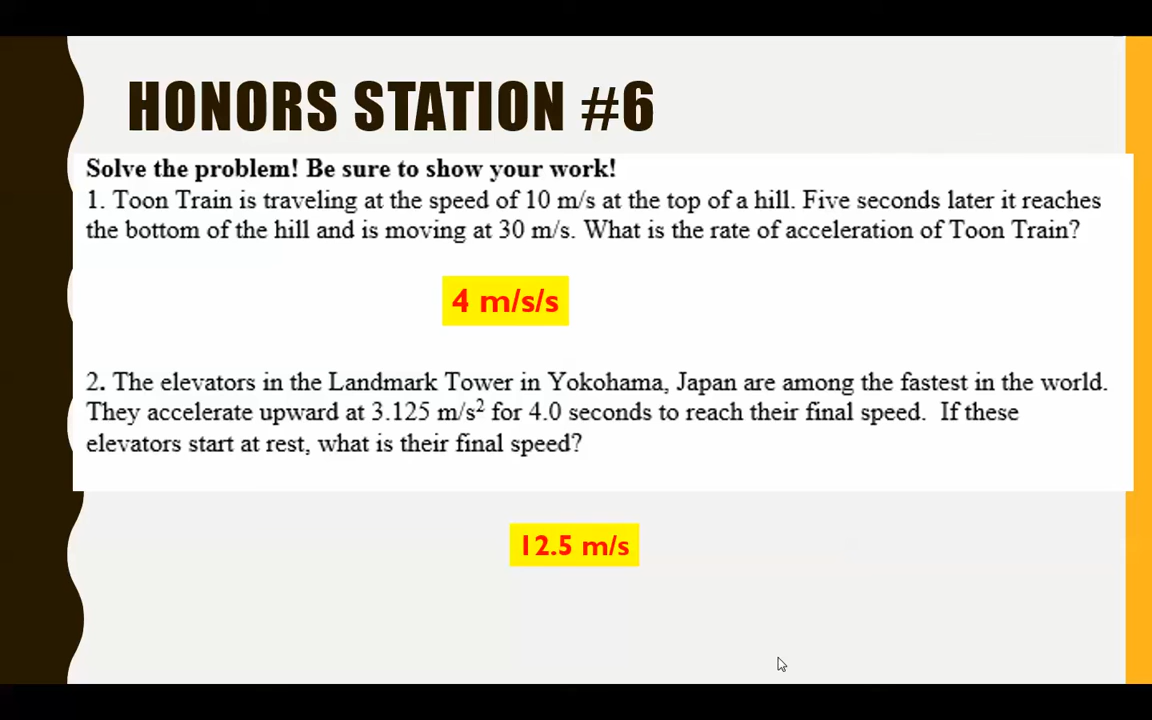 HONORS STATION #6
Solve the problem! Be sure to show your work!
1. Toon Train is traveling at the speed of 10 m/s at the top of a hill. Five seconds later it reaches
the bottom of the hill and is moving at 30 m/s. What is the rate of acceleration of Toon Train?
4 m/s/s
2. The elevators in the Landmark Tower in Yokohama, Japan are among the fastest in the world.
They accelerate upward at 3.125 m/s² for 4.0 seconds to reach their final speed.  If these
elevators start at rest, what is their final speed?
12.5 m/s